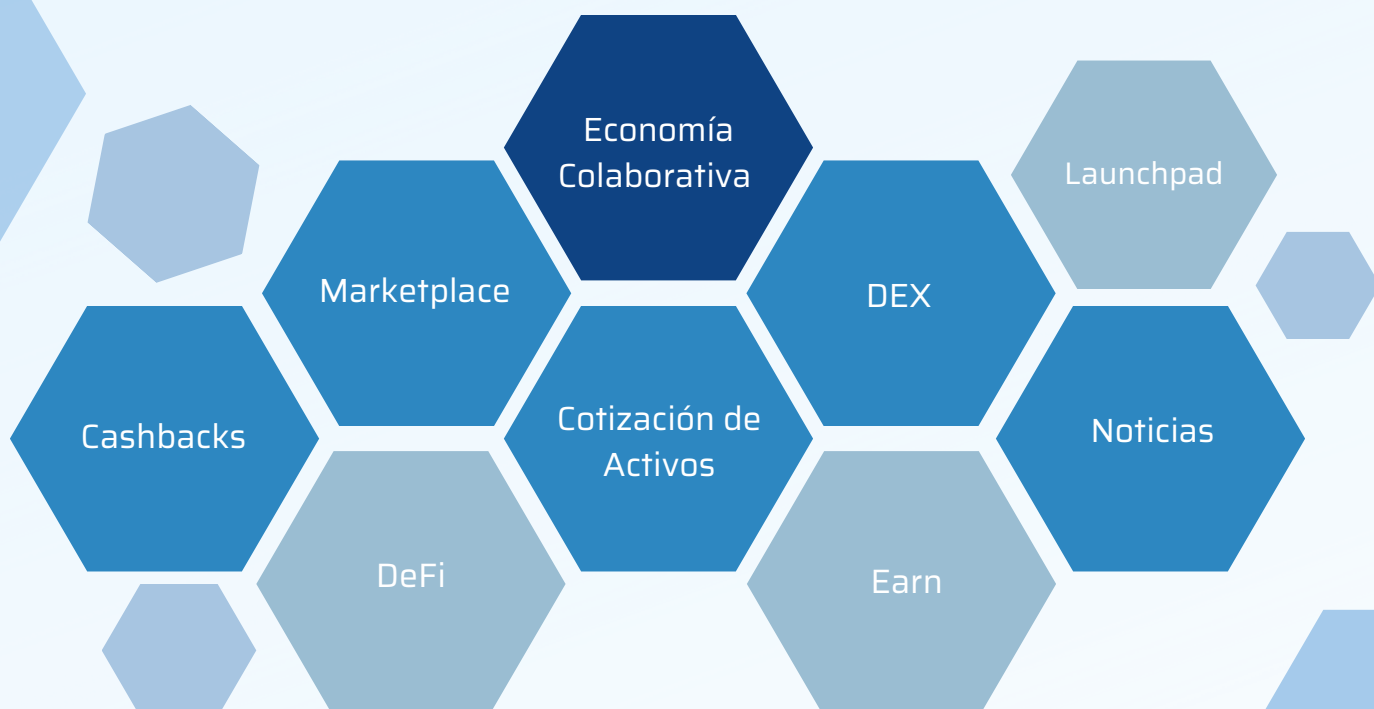 Economía
Colaborativa
Launchpad
Marketplace
DEX
Cashbacks
Cotización de
Activos
Noticias
DeFi
Earn